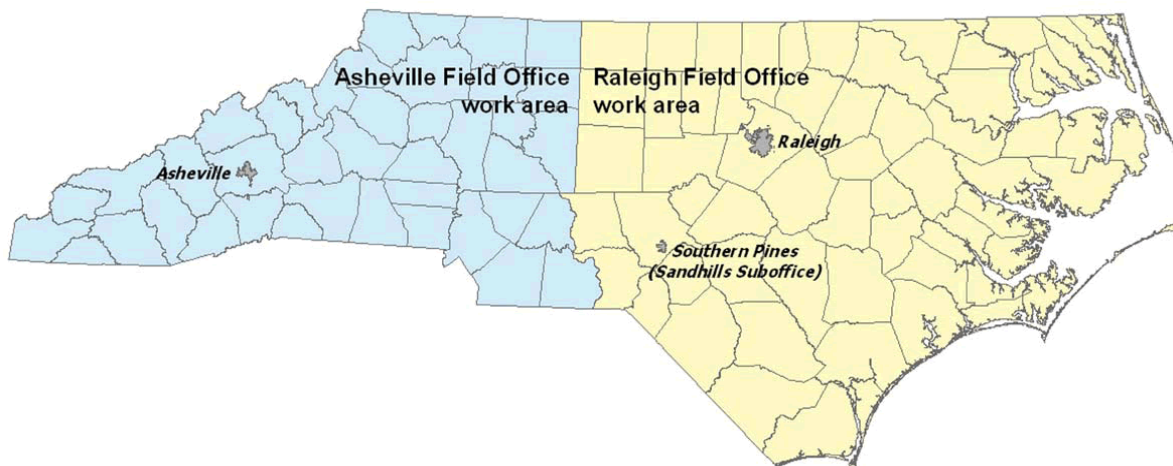 Asheville Field Office
work area
Raleigh Field Office
work area
Raleigh
Asheville
Southern Pines
(Sandhills Suboffice)